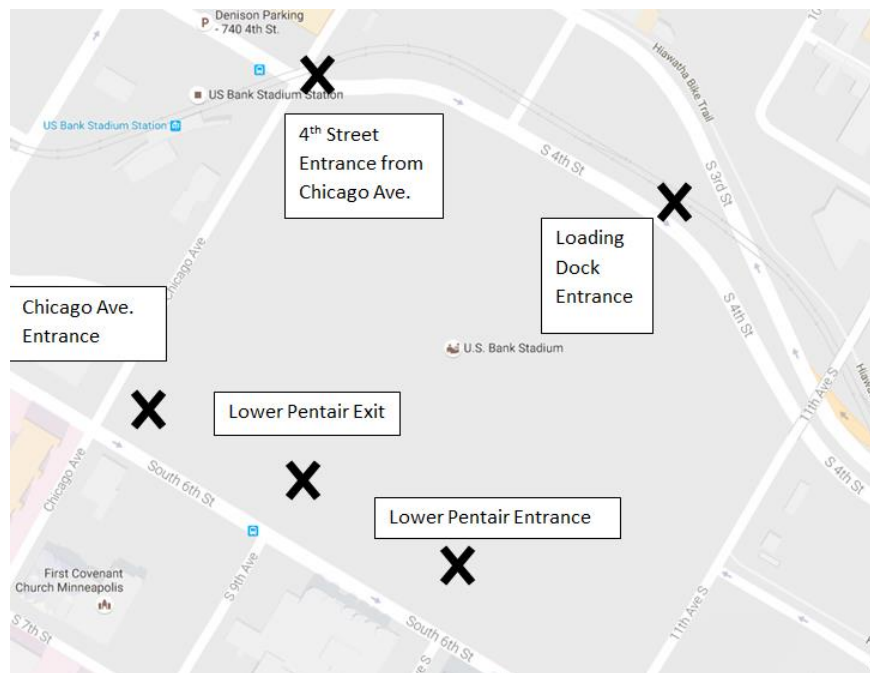 Denison Parking
- 740 4th St.
P
US Bank Stadium Station
US Bank Stadium Station
4th Street
Entrance from
Chicago Ave.
Hiawatha Bike Trail
S 3rd St
S 4th St
Loading
Dock
Entrance
Chicago Ave
S 4th St
Chicago Ave.
Entrance
U.S. Bank Stadium
11th Ave S
Lower Pentair Exit
S 4th St
Chicago Ave
South 6th St
Lower Pentair Entrance
First Covenant
Church Minneapolis
S 9th Ave
11th Ave S
S 7th St
South 6th St